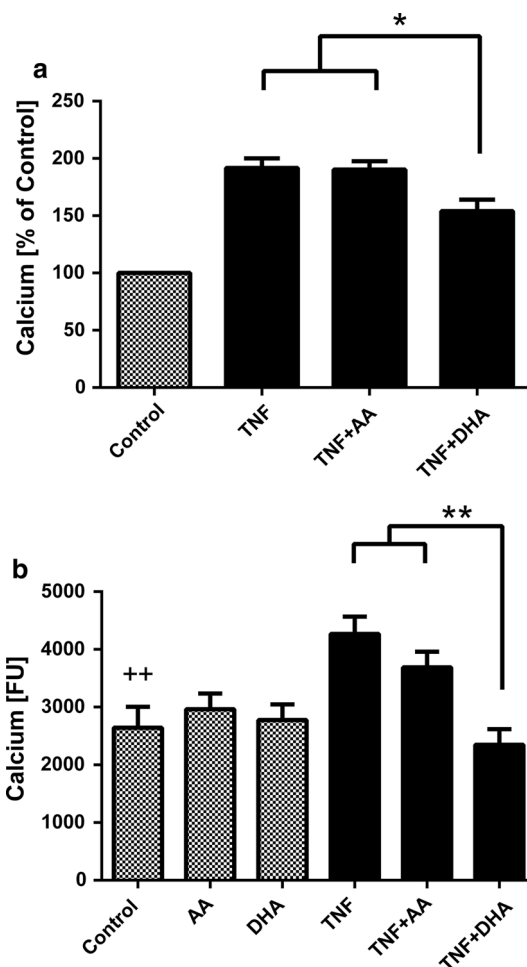 *
a
Calcium [% of Control]
250
200
150
100
50
0
Control
TNF
TNF+AA
TNF+DHA
**
b
Calcium [FU]
5000
4000
3000
2000
1000
0
++
Control
AA
DHA
TNF
TNF+AA
TNF+DHA